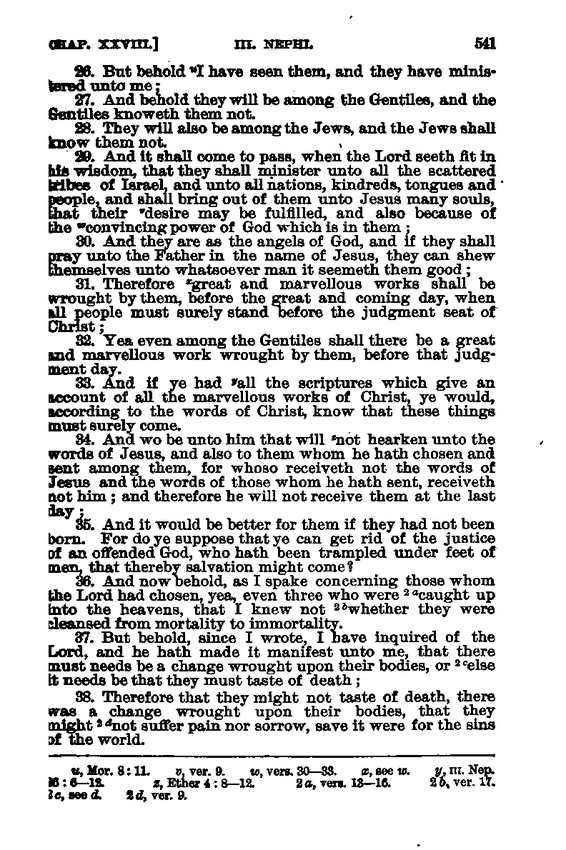 CHAP. XXVIII.] III. NEPHI. 541
26. But behold ᵘI have seen them, and they have minis-
tered unto me;
27. And behold they will be among the Gentiles, and the
Gentiles knoweth them not.
28. They will also be among the Jews, and the Jews shall
know them not.
29. And it shall come to pass, when the Lord seeth fit in
his wisdom, that they shall minister unto all the scattered
tribes of Israel, and unto all nations, kindreds, tongues and
people, and shall bring out of them unto Jesus many souls,
that their ᵛdesire may be fulfilled, and also because of
the ʷconvincing power of God which is in them;
30. And they are as the angels of God, and if they shall
pray unto the Father in the name of Jesus, they can shew
themselves unto whatsoever man it seemeth them good;
31. Therefore ˣgreat and marvellous works shall be
wrought by them, before the great and coming day, when
all people must surely stand before the judgment seat of
Christ;
32. Yea even among the Gentiles shall there be a great
and marvellous work wrought by them, before that judg-
ment day.
33. And if ye had ʸall the scriptures which give an
account of all the marvellous works of Christ, ye would,
according to the words of Christ, know that these things
must surely come.
34. And wo be unto him that will ᶻnot hearken unto the
words of Jesus, and also to them whom he hath chosen and
sent among them, for whoso receiveth not the words of
Jesus and the words of those whom he hath sent, receiveth
not him; and therefore he will not receive them at the last
day;
35. And it would be better for them if they had not been
born. For do ye suppose that ye can get rid of the justice
of an offended God, who hath been trampled under feet of
men, that thereby salvation might come?
36. And now behold, as I spake concerning those whom
the Lord had chosen, yea, even three who were ²ᵃcaught up
into the heavens, that I knew not ²ᵇwhether they were
cleansed from mortality to immortality.
37. But behold, since I wrote, I have inquired of the
Lord, and he hath made it manifest unto me, that there
must needs be a change wrought upon their bodies, or ²ᶜelse
it needs be that they must taste of death;
38. Therefore that they might not taste of death, there
was a change wrought upon their bodies, that they
might ²ᵈnot suffer pain nor sorrow, save it were for the sins
of the world.
u, Mor. 8:11. v, ver. 9. w, vers. 30—33. x, see w. y, III. Nep.
26:6—12. z, Ether 4:8—12. 2a, vers. 13—16. 2b, ver. 17.
2c, see d. 2d, ver. 9.